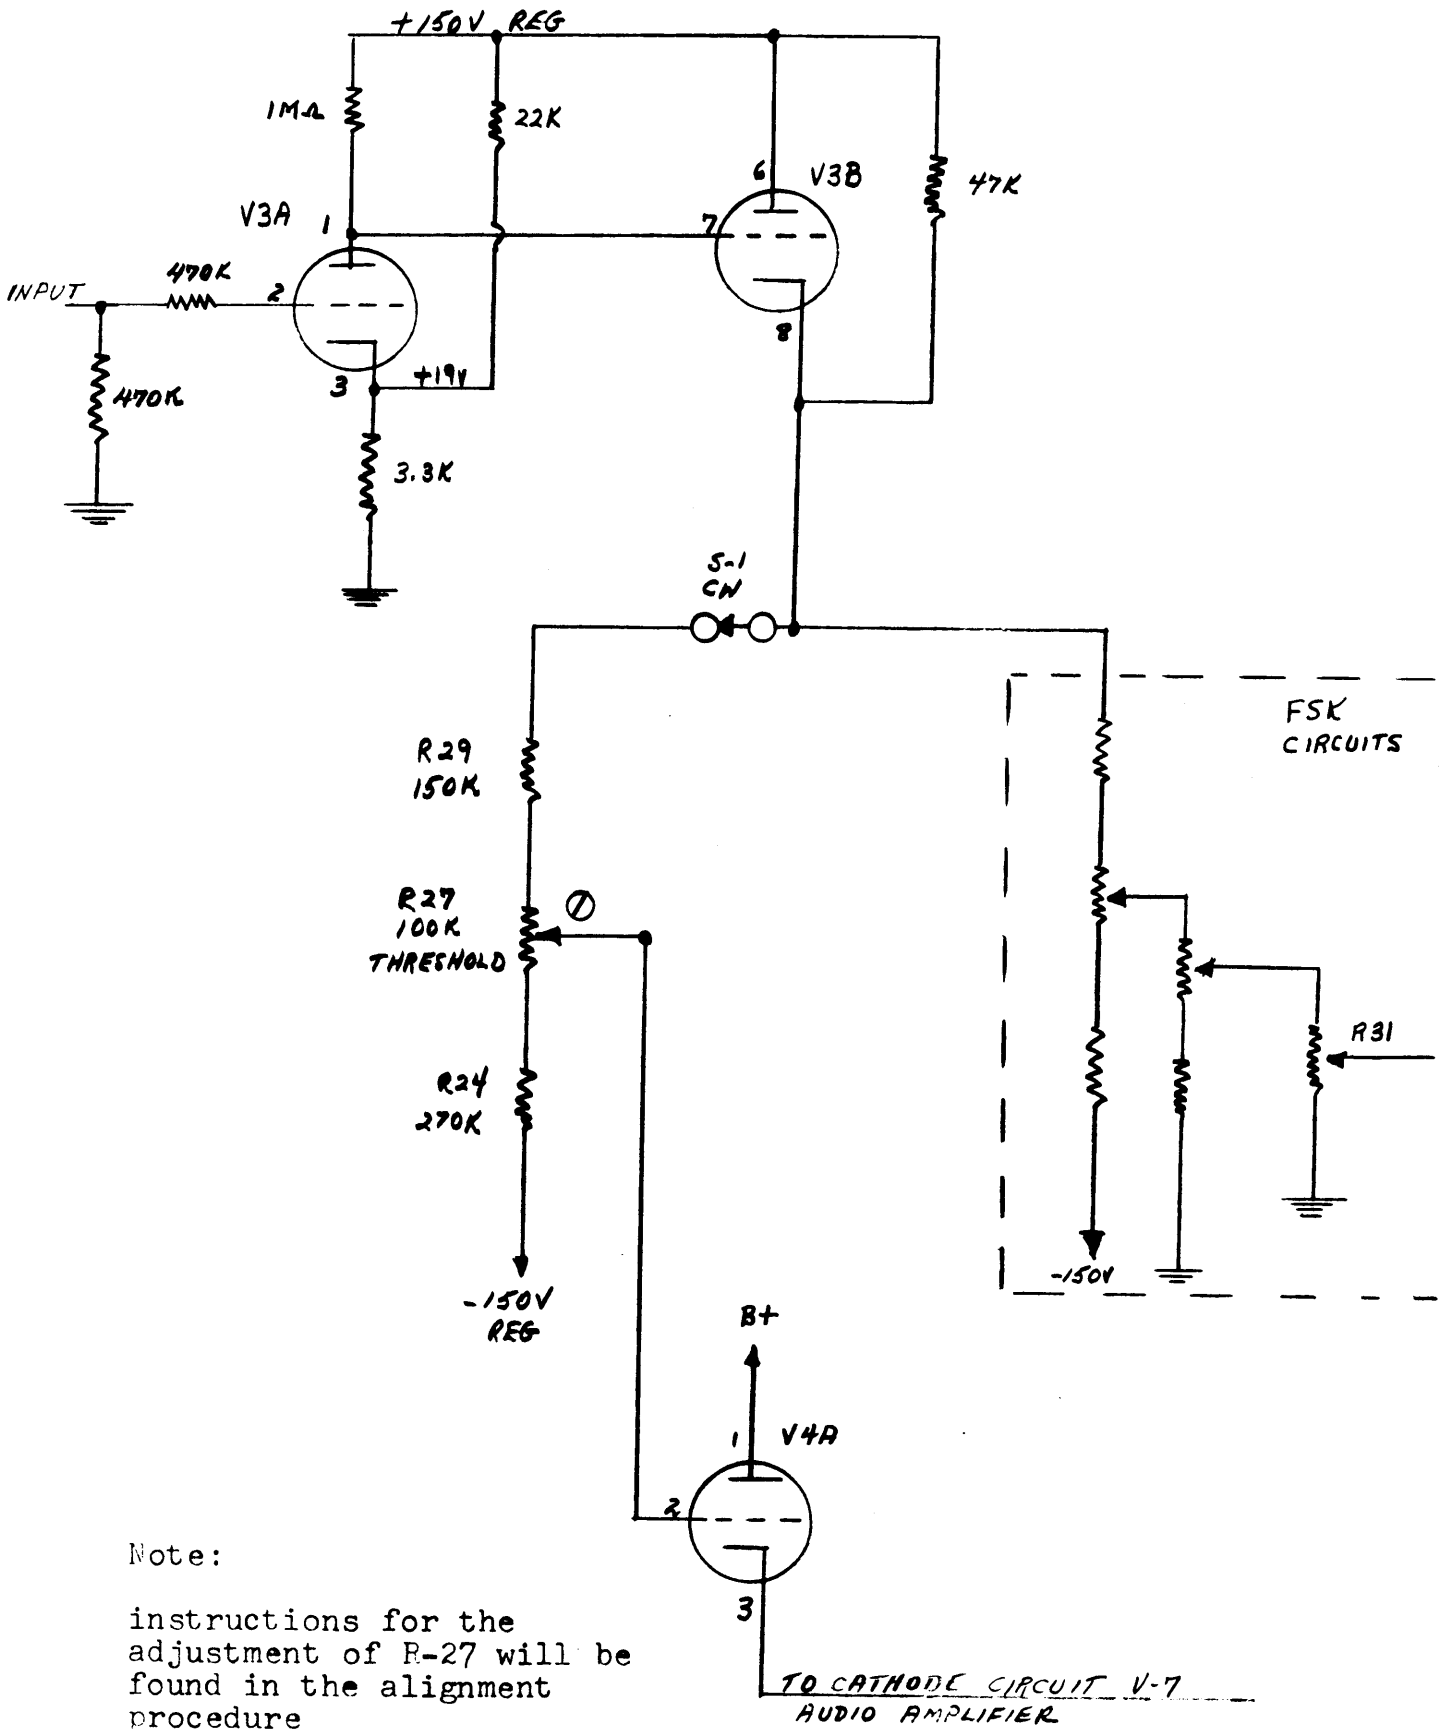 +150V REG
1MΩ
22K
6
V3B
47K
V3A
1
7
470K
INPUT
2
8
3
+19V
470K
3.3K
S-1
CW
FSK
CIRCUITS
R29
150K
R27
100K
THRESHOLD
R31
R24
270K
-150V
REG
-150V
B+
1
V4A
2
3
Note:
instructions for the
adjustment of R-27 will be
found in the alignment
procedure
TO CATHODE CIRCUIT V-7
AUDIO AMPLIFIER